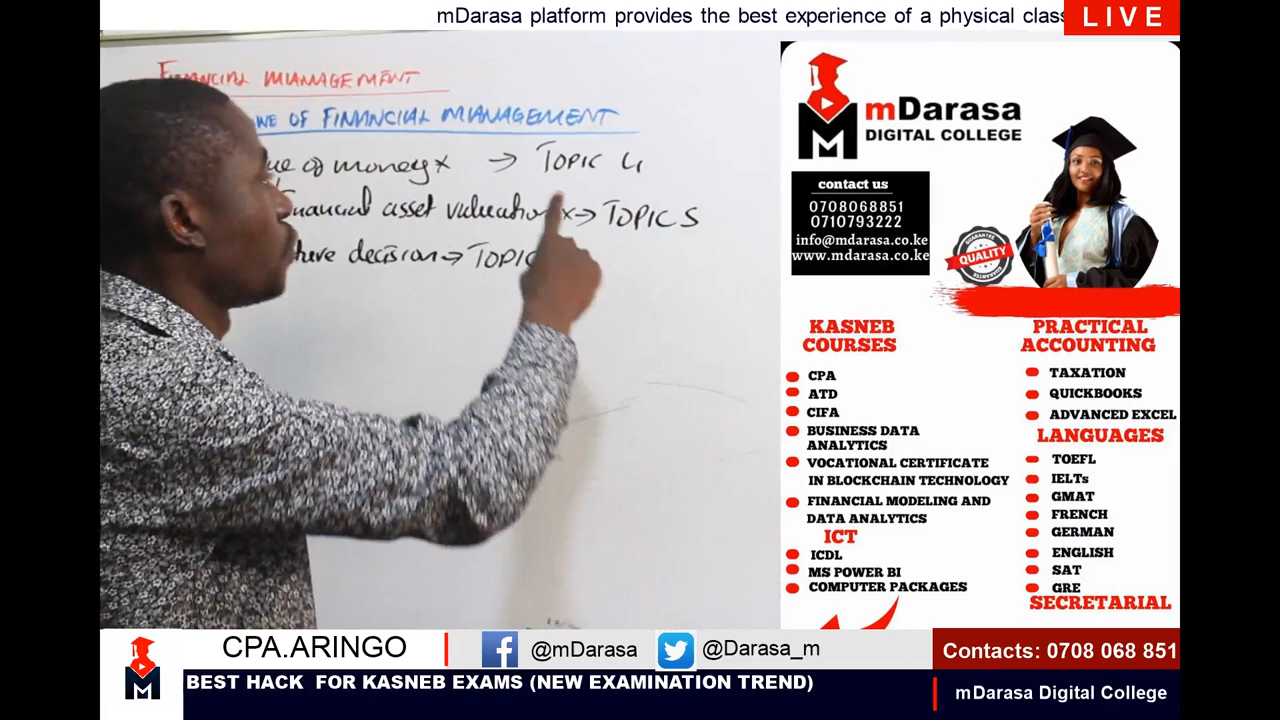 mDarasa platform provides the best experience of a physical clas
LIVE
FINANCIAL MANAGEMENT
OF FINANCIAL MANAGEMENT
of money x → TOPIC 4
Financial asset valuation x → TOPIC 5
decision → TOPIC
mDarasa
DIGITAL COLLEGE
contact us
0708068851
0710793222
info@mdarasa.co.ke
www.mdarasa.co.ke
GUARANTEE
QUALITY
KASNEB
COURSES
CPA
ATD
CIFA
BUSINESS DATA
ANALYTICS
VOCATIONAL CERTIFICATE
IN BLOCKCHAIN TECHNOLOGY
FINANCIAL MODELING AND
DATA ANALYTICS
ICT
ICDL
MS POWER BI
COMPUTER PACKAGES
PRACTICAL
ACCOUNTING
TAXATION
QUICKBOOKS
ADVANCED EXCEL
LANGUAGES
TOEFL
IELTs
GMAT
FRENCH
GERMAN
ENGLISH
SAT
GRE
SECRETARIAL
CPA.ARINGO
@mDarasa
@Darasa_m
Contacts: 0708 068 851
BEST HACK FOR KASNEB EXAMS (NEW EXAMINATION TREND)
mDarasa Digital College